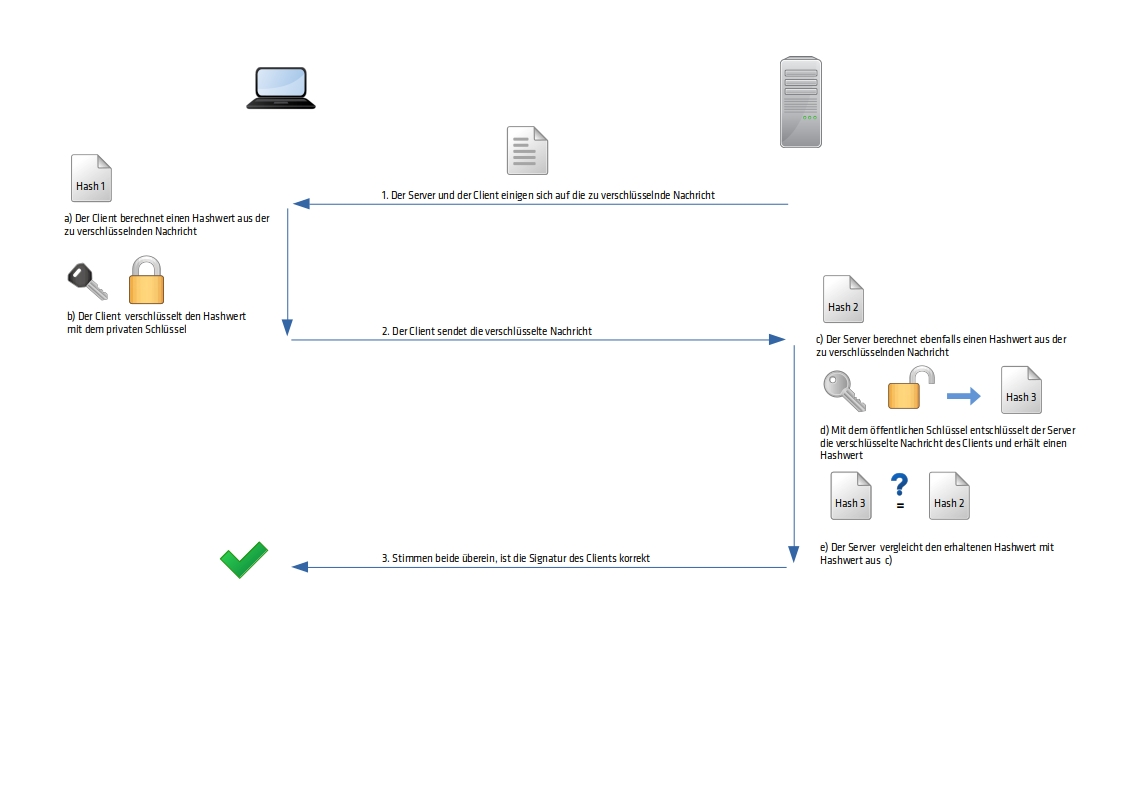 Hash 1
1. Der Server und der Client einigen sich auf die zu verschlüsselnde Nachricht
a) Der Client berechnet einen Hashwert aus der
zu verschlüsselnden Nachricht
b) Der Client verschlüsselt den Hashwert
mit dem privaten Schlüssel
2. Der Client sendet die verschlüsselte Nachricht
Hash 2
c) Der Server berechnet ebenfalls einen Hashwert aus der
zu verschlüsselnden Nachricht
Hash 3
d) Mit dem öffentlichen Schlüssel entschlüsselt der Server
die verschlüsselte Nachricht des Clients und erhält einen
Hashwert
Hash 3 ? = Hash 2
e) Der Server vergleicht den erhaltenen Hashwert mit
Hashwert aus c)
3. Stimmen beide überein, ist die Signatur des Clients korrekt